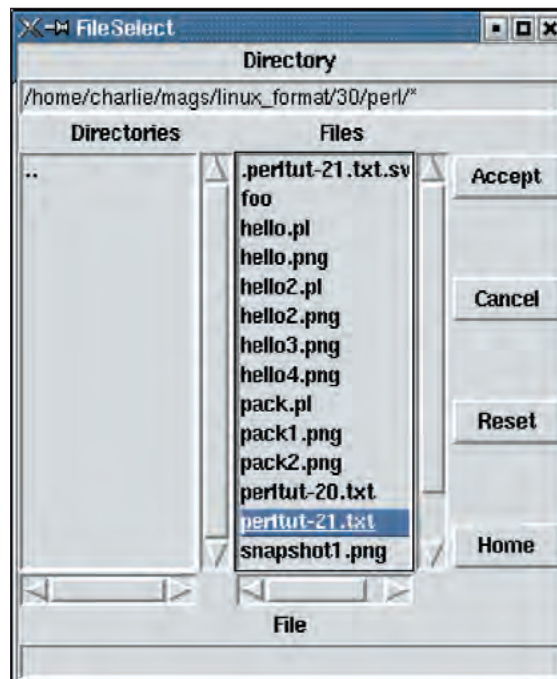 FileSelect
Directory
/home/charlie/mags/linux_format/30/perl/*
Directories
Files
..
.perltut-21.txt.sv
foo
hello.pl
hello.png
hello2.pl
hello2.png
hello3.png
hello4.png
pack.pl
pack1.png
pack2.png
perltut-20.txt
perltut-21.txt
snapshot1.png
Accept
Cancel
Reset
Home
File